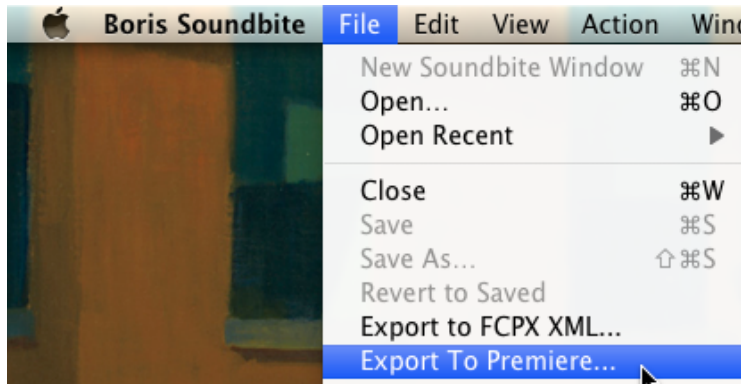 Boris Soundbite File Edit View Action
New Soundbite Window ⌘N
Open... ⌘O
Open Recent
Close ⌘W
Save ⌘S
Save As... ⇧⌘S
Revert to Saved
Export to FCPX XML...
Export To Premiere...